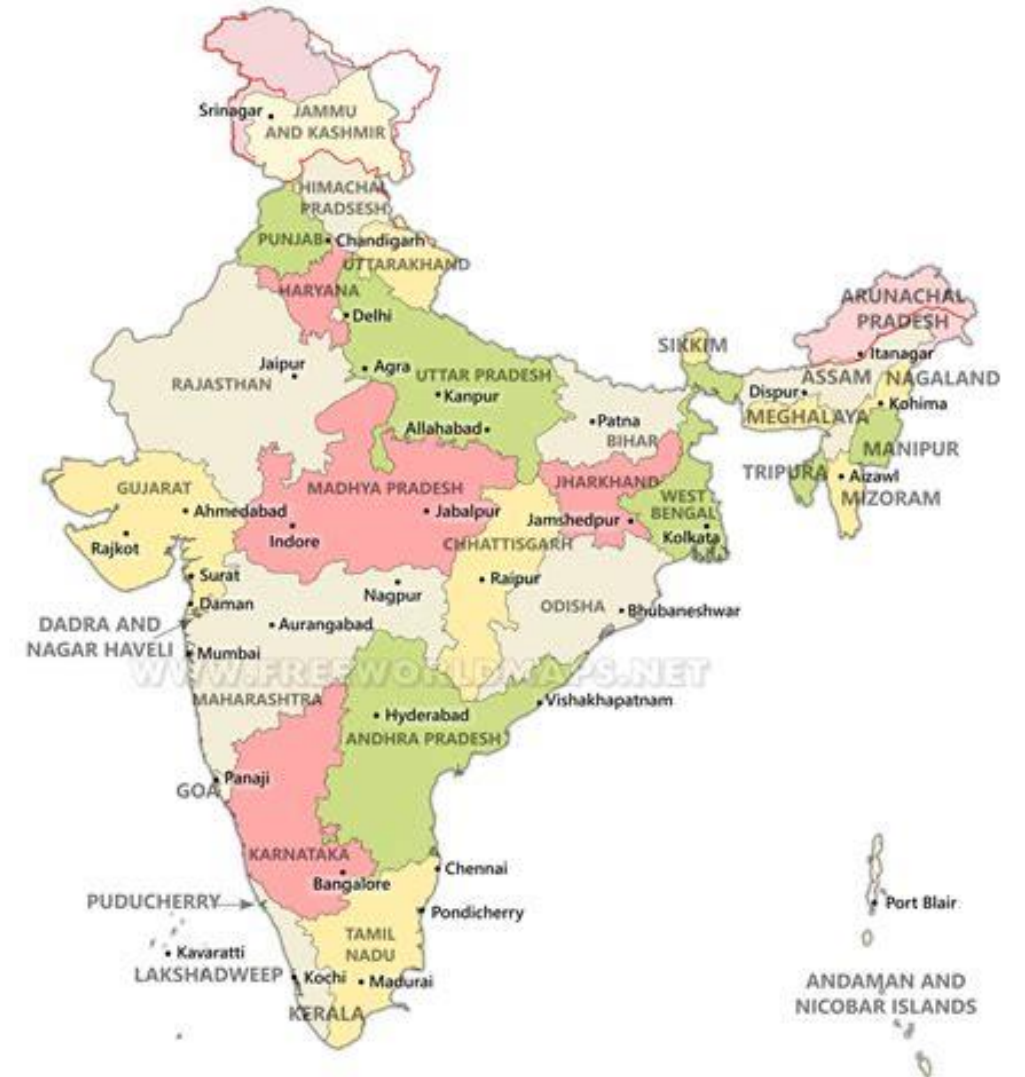 Srinagar
JAMMU
AND KASHMIR
HIMACHAL
PRADSESH
PUNJAB
Chandigarh
UTTARAKHAND
HARYANA
Delhi
ARUNACHAL
PRADESH
SIKKIM
Itanagar
Jaipur
Agra
RAJASTHAN
UTTAR PRADESH
ASSAM
NAGALAND
Dispur
Kanpur
Kohima
MEGHALAYA
Allahabad
Patna
BIHAR
MANIPUR
TRIPURA
Aizawl
MIZORAM
GUJARAT
MADHYA PRADESH
JHARKHAND
WEST
BENGAL
Ahmedabad
Jabalpur
Jamshedpur
Kolkata
Rajkot
Indore
CHHATTISGARH
Surat
Nagpur
Raipur
Daman
ODISHA
Bhubaneshwar
DADRA AND
NAGAR HAVELI
Aurangabad
Mumbai
WWW.FREEWORLDMAPS.NET
MAHARASHTRA
Vishakhapatnam
Hyderabad
ANDHRA PRADESH
Panaji
GOA
KARNATAKA
Bangalore
Chennai
PUDUCHERRY
Pondicherry
Port Blair
TAMIL
NADU
Kavaratti
LAKSHADWEEP
Kochi
Madurai
KERALA
ANDAMAN AND
NICOBAR ISLANDS